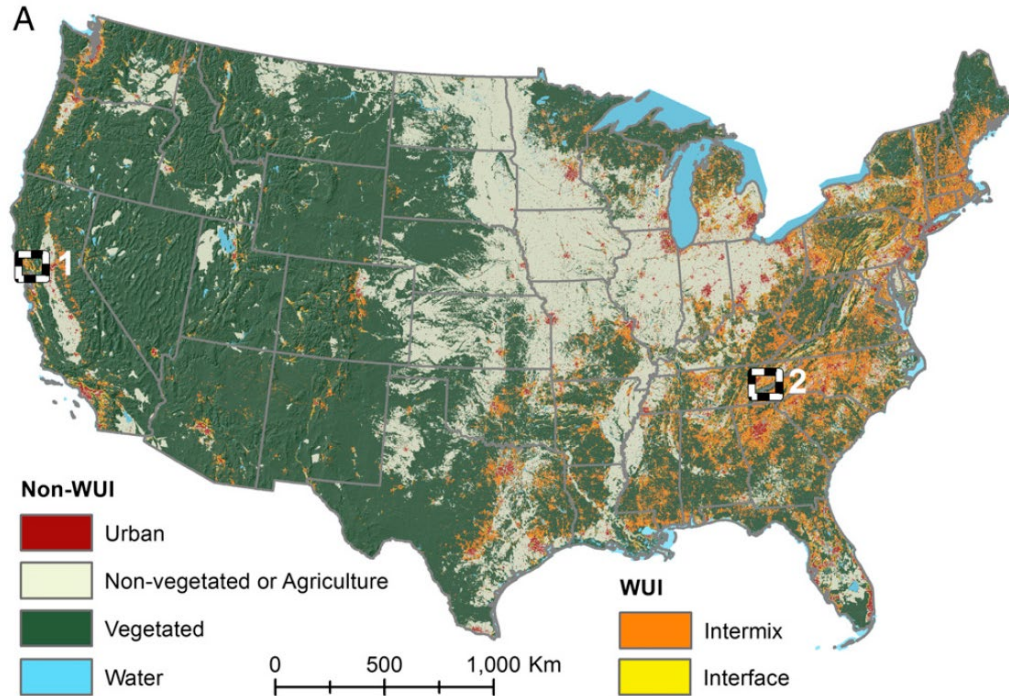 A
1
2
Non-WUI
Urban
Non-vegetated or Agriculture
Vegetated
Water
0 500 1,000 Km
WUI
Intermix
Interface